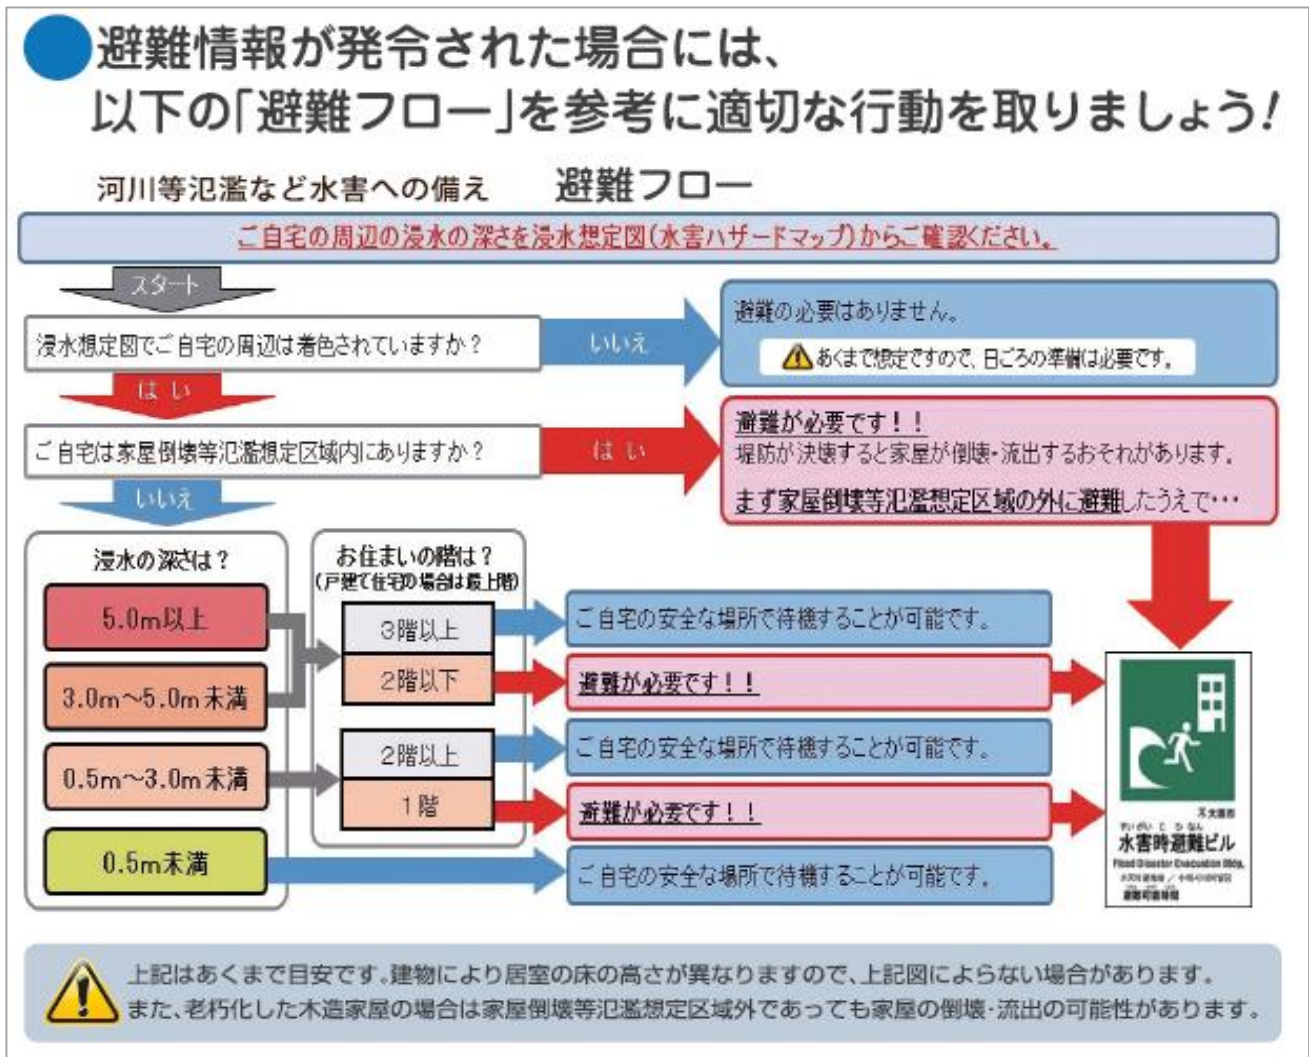 避難情報が発令された場合には、
以下の「避難フロー」を参考に適切な行動を取りましょう!
河川等氾濫など水害への備え 避難フロー
ご自宅の周辺の浸水の深さを浸水想定図(水害ハザードマップ)からご確認ください。
スタート
浸水想定図でご自宅の周辺は着色されていますか?
いいえ
避難の必要はありません。
あくまで想定ですので、日ごろの準備は必要です。
はい
ご自宅は家屋倒壊等氾濫想定区域内にありますか?
はい
避難が必要です!!
堤防が決壊すると家屋が倒壊・流出するおそれがあります。
まず家屋倒壊等氾濫想定区域の外に避難したうえで・・・
いいえ
浸水の深さは?
5.0m以上
3.0m〜5.0m未満
0.5m〜3.0m未満
0.5m未満
お住まいの階は?
(戸建て住宅の場合は最上階)
3階以上
2階以下
2階以上
1階
ご自宅の安全な場所で待機することが可能です。
避難が必要です!!
ご自宅の安全な場所で待機することが可能です。
避難が必要です!!
ご自宅の安全な場所で待機することが可能です。
大阪市
すいがいじひなん
水害時避難ビル
Flood Disaster Evacuation Bldg.
上記はあくまで目安です。建物により居室の床の高さが異なりますので、上記図によらない場合があります。
また、老朽化した木造家屋の場合は家屋倒壊等氾濫想定区域外であっても家屋の倒壊・流出の可能性があります。